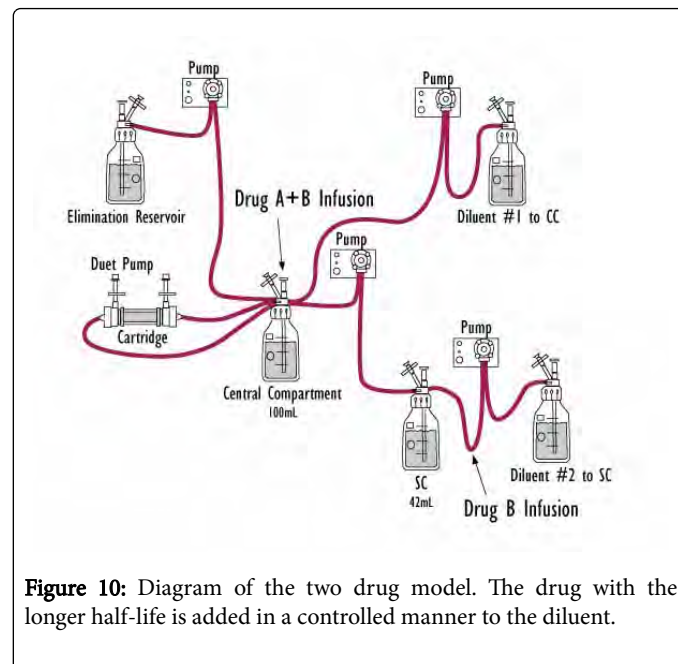 Pump
Pump
Elimination Reservoir
Drug A+B Infusion
Diluent #1 to CC
Duet Pump
Pump
Cartridge
Pump
Central Compartment
100mL
SC
42mL
Diluent #2 to SC
Drug B Infusion
Figure 10: Diagram of the two drug model. The drug with the
longer half-life is added in a controlled manner to the diluent.